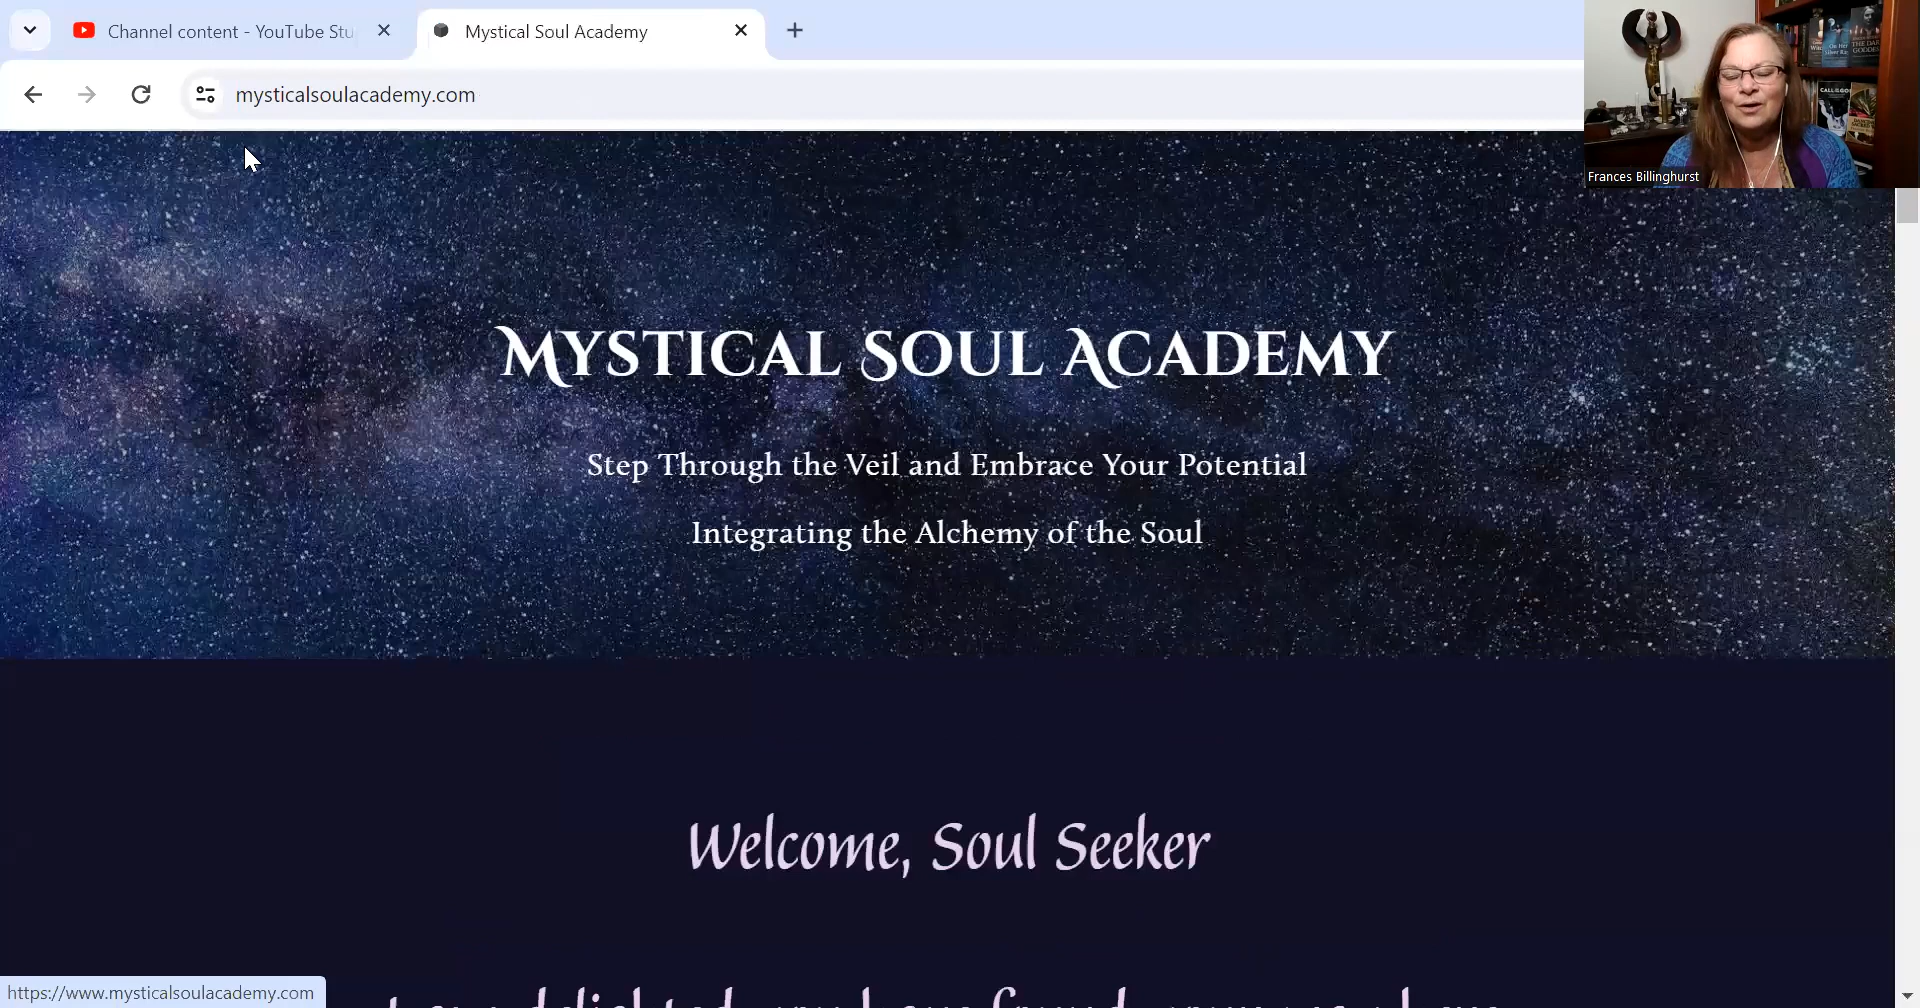 Channel content - YouTube Stu
Mystical Soul Academy
mysticalsoulacademy.com
Frances Billinghurst
Mystical Soul Academy
Step Through the Veil and Embrace Your Potential
Integrating the Alchemy of the Soul
Welcome, Soul Seeker
https://www.mysticalsoulacademy.com